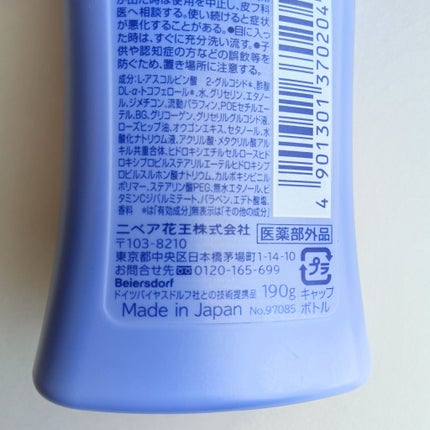 が出た時は使用を中止し、皮フ科
医へ相談する。使い続けると症状
が悪化することがある。●目に入っ
た時は、すぐに充分洗い流す。●子
供や認知症の方などの誤飲等を
防ぐため、置き場所に注意する。
成分:L-アスコルビン酸 2-グルコシド*、酢酸
DL-α-トコフェロール*、水、グリセリン、エタノー
ル、ジメチコン、流動パラフィン、POEセチルエー
テル、BG、グリコーゲン、グリセリルグルコシド液、
ローズヒップ油、オウゴンエキス、セタノール、水
酸化ナトリウム液、アクリル酸・メタクリル酸アル
キル共重合体、ヒドロキシエチルセルロースヒド
ロキシプロピルステアリルエーテルヒドロキシプ
ロピルスルホン酸ナトリウム、カルボキシビニル
ポリマー、ステアリン酸PEG、無水エタノール、ビ
タミンCジパルミテート、パラベン、エデト酸塩、
香料 *は「有効成分」無表示は「その他の成分」
4 901301 370204
ニベア花王株式会社 医薬部外品
〒103-8210
東京都中央区日本橋茅場町1-14-10
お問合せ先 0120-165-699
プラ
Beiersdorf
ドイツバイヤスドルフ社との技術提携品 190g キャップ
Made in Japan No.97085 ボトル